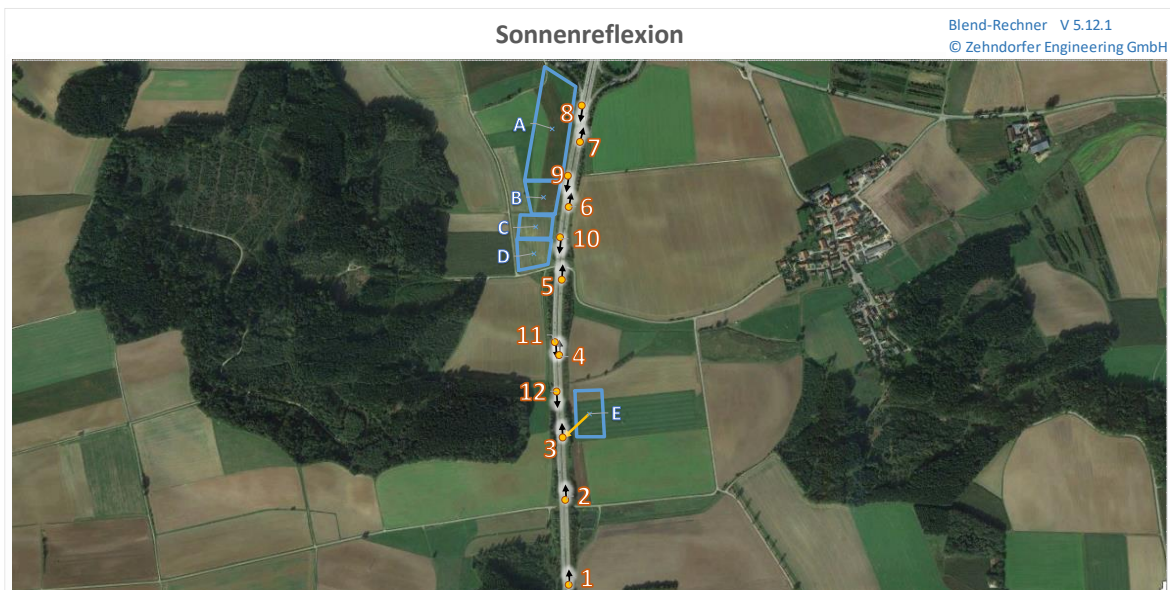 Sonnenreflexion
Blend-Rechner V 5.12.1
© Zehndorfer Engineering GmbH
A
8
7
9
B
6
C
10
D
5
11
4
12
E
3
2
1